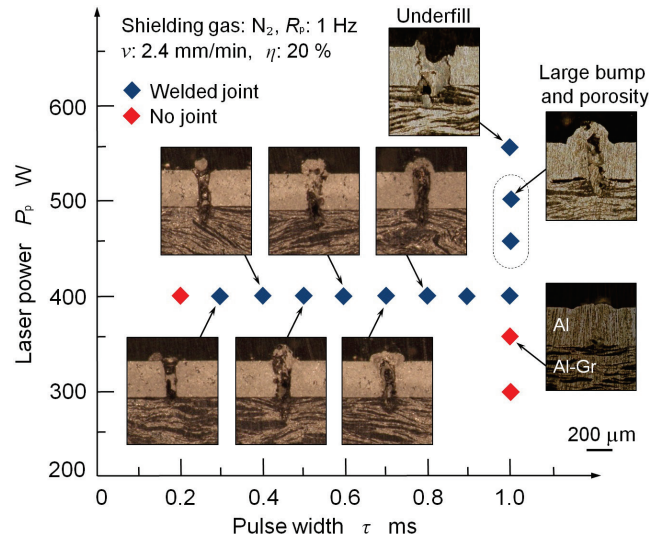 Shielding gas: N₂, Rₚ: 1 Hz
v: 2.4 mm/min, η: 20 %
Welded joint
No joint
Underfill
Large bump
and porosity
Laser power Pₚ W
600
500
400
300
200
Al
Al-Gr
200 μm
0
0.2
0.4
0.6
0.8
1.0
Pulse width τ ms